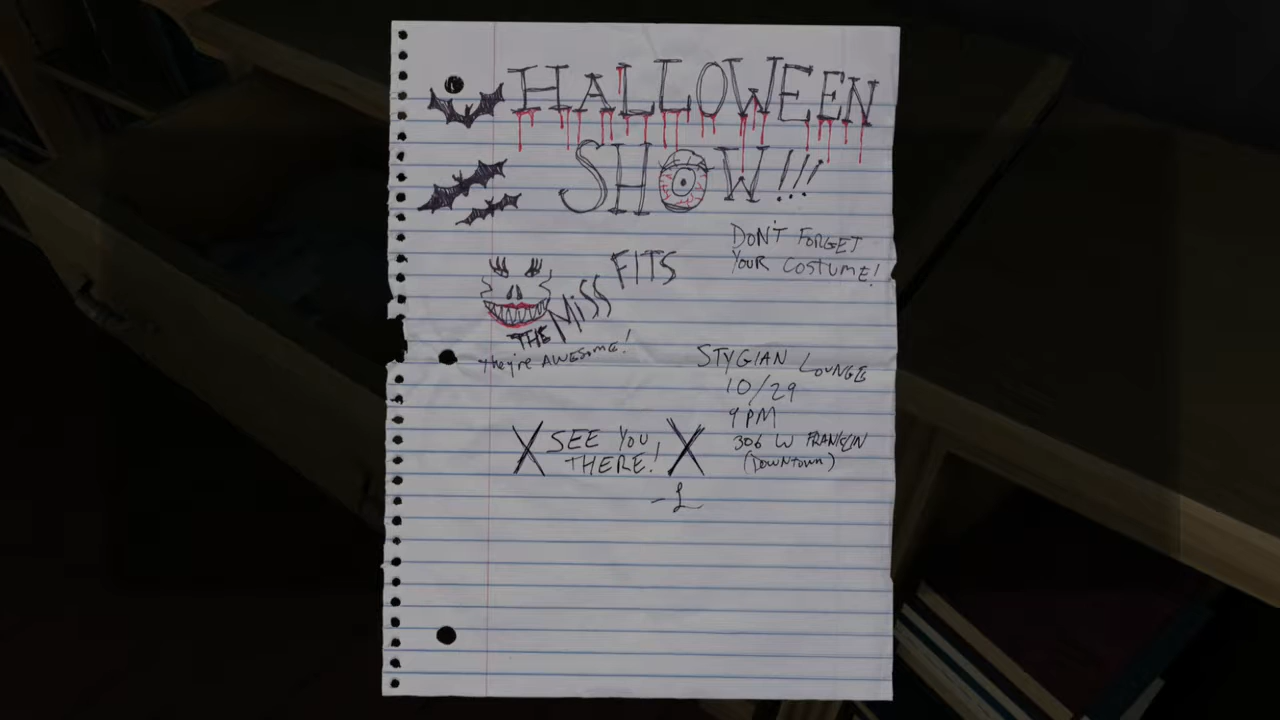 HALLOWEEN
SHOW!!!
DON'T FORGET
YOUR COSTUME!
THE MISS FITS
they're AWESOME!
STYGIAN LOUNGE
10/29
9PM
306 W FRANKLIN
(DOWNTOWN)
X SEE YOU X
THERE!
-L